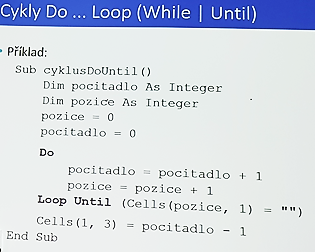 Cykly Do ... Loop (While | Until)
• Příklad:
Sub cyklusDoUntil()
Dim pocitadlo As Integer
Dim pozice As Integer
pozice = 0
pocitadlo = 0
Do
pocitadlo = pocitadlo + 1
pozice = pozice + 1
Loop Until (Cells(pozice, 1) = "")
Cells(1, 3) = pocitadlo - 1
End Sub